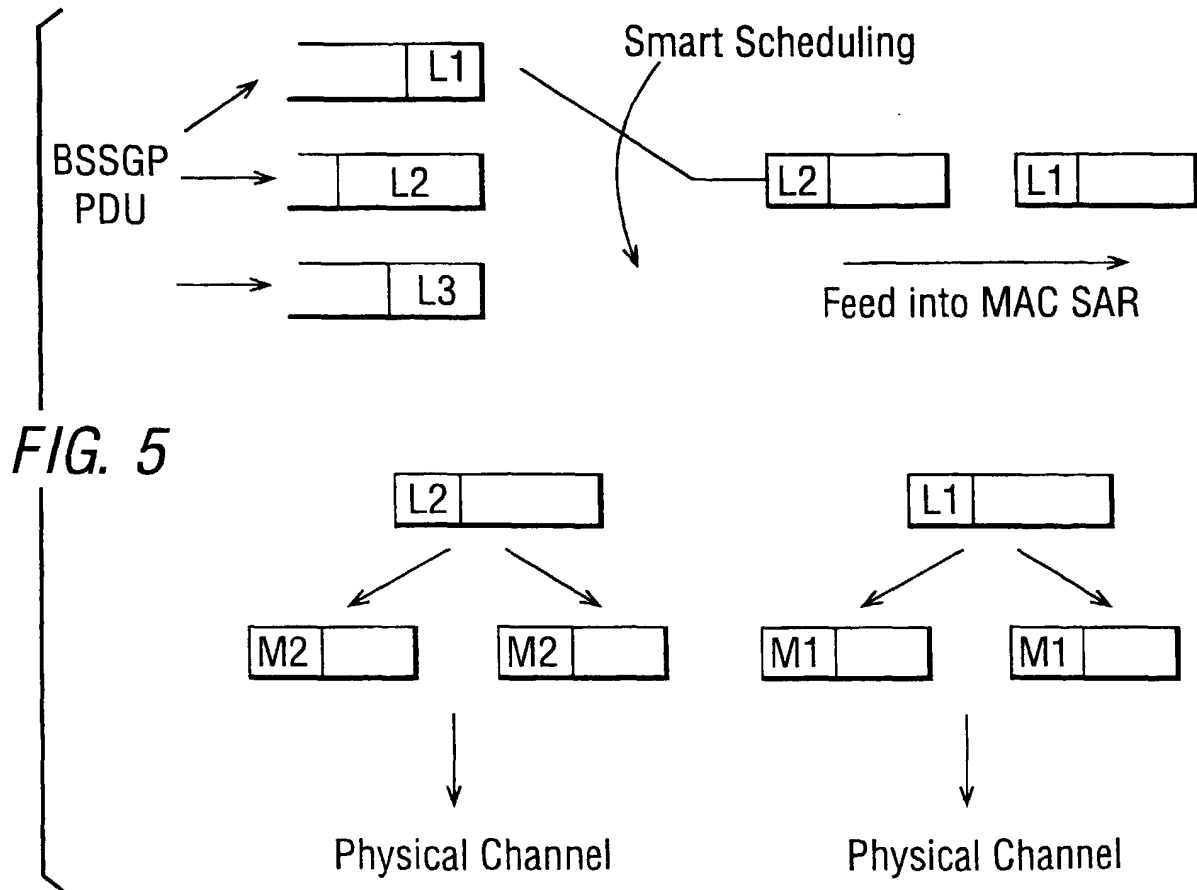 Smart Scheduling
L1
BSSGP
PDU
L2
L3
L2
L1
Feed into MAC SAR
FIG. 5
L2
L1
M2
M2
M1
M1
Physical Channel
Physical Channel